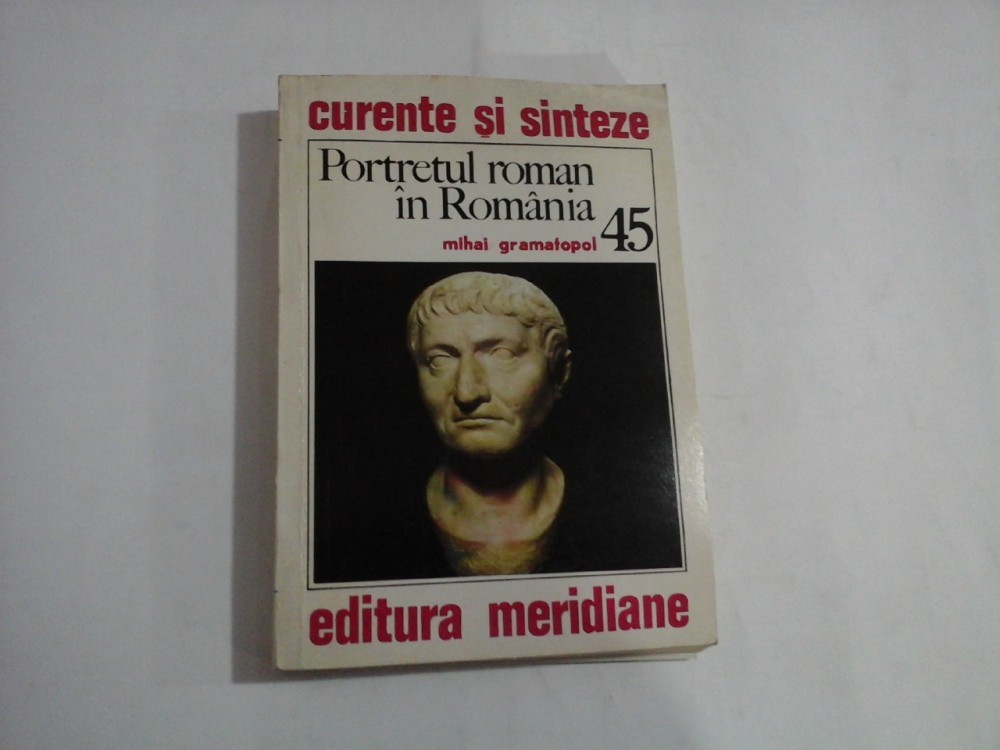 curente și sinteze
Portretul roman
în România
mihai gramatopol 45
editura meridiane